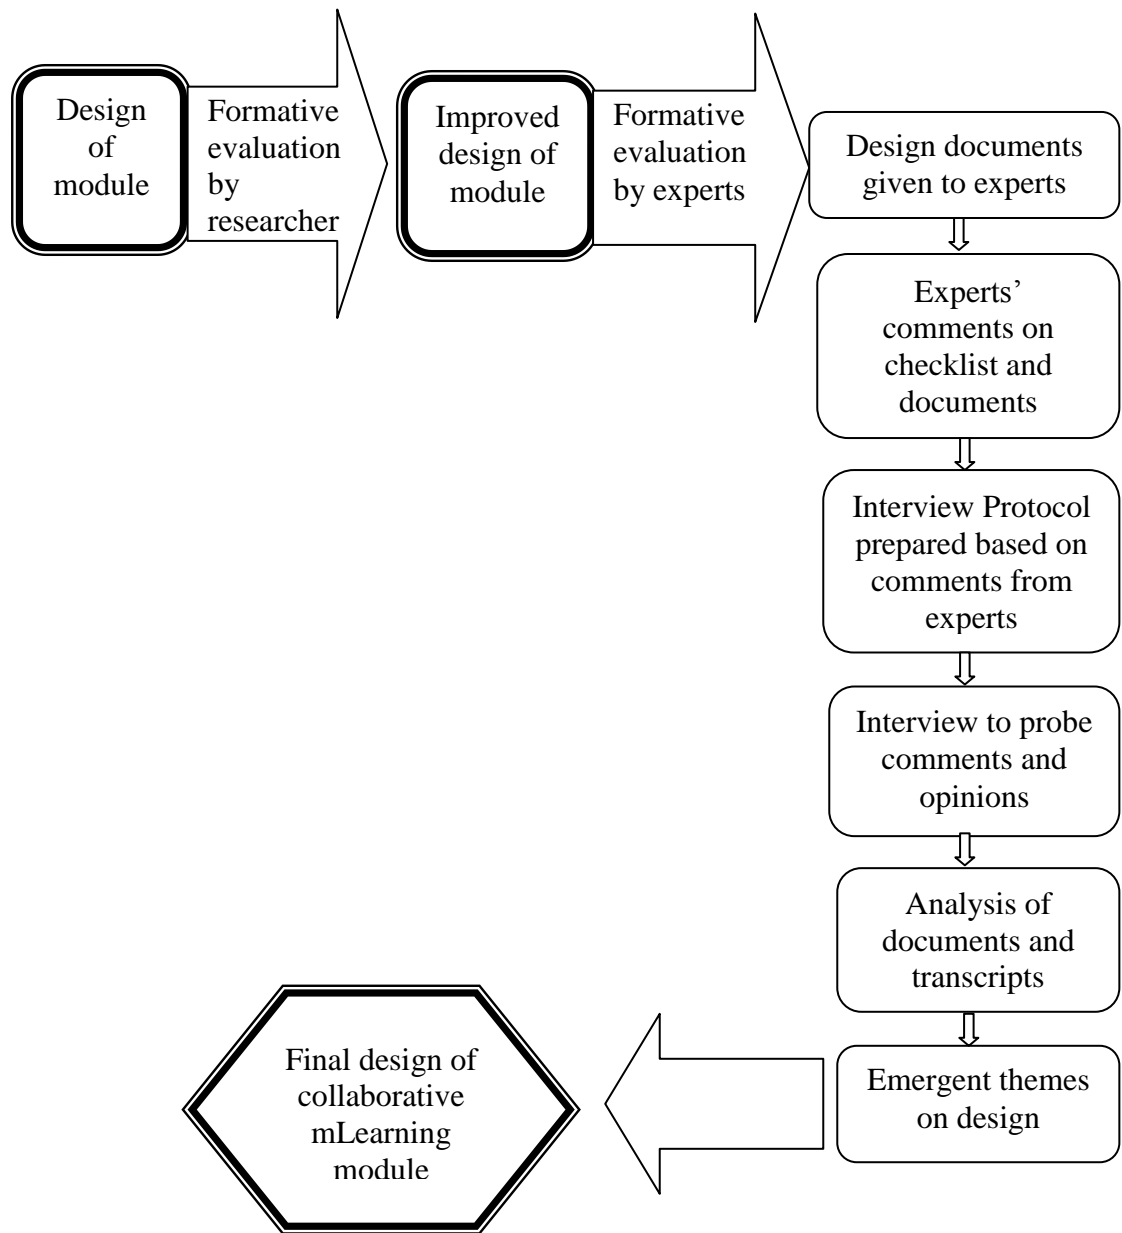 Design
of
module
Formative
evaluation
by
researcher
Improved
design of
module
Formative
evaluation
by experts
Design documents
given to experts
Experts’
comments on
checklist and
documents
Interview Protocol
prepared based on
comments from
experts
Interview to probe
comments and
opinions
Analysis of
documents and
transcripts
Emergent themes
on design
Final design of
collaborative
mLearning
module